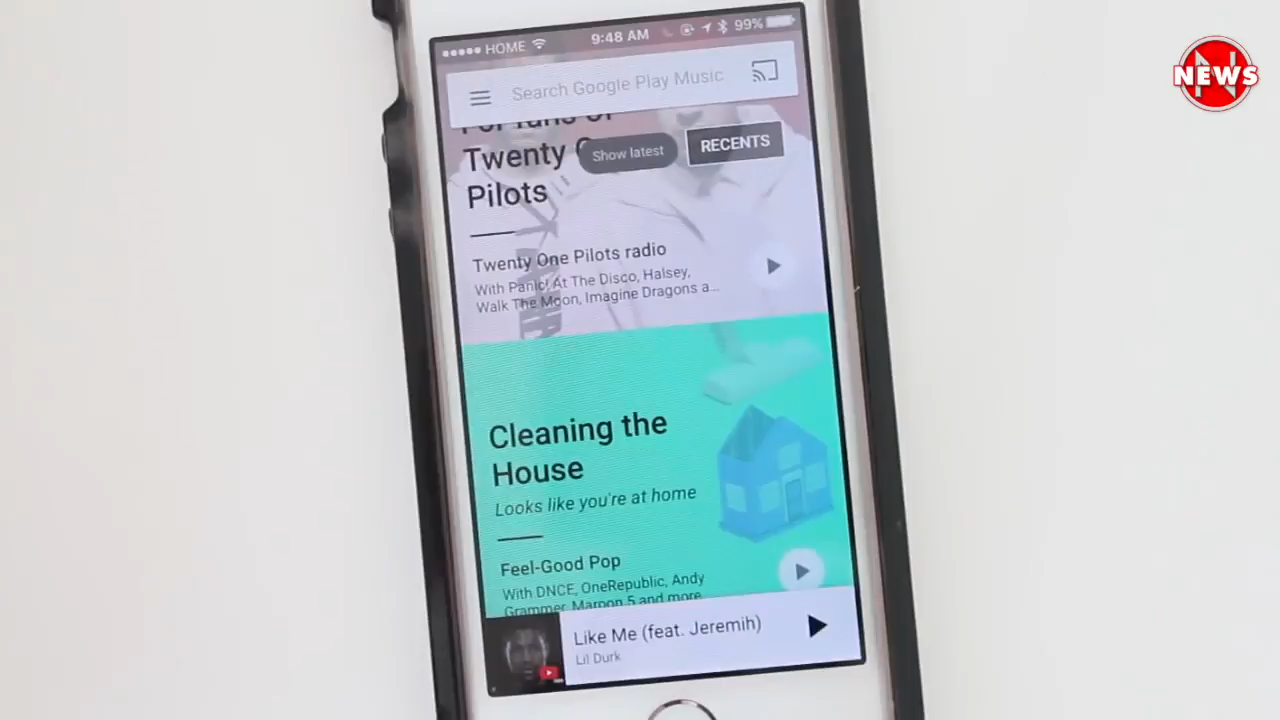 HOME 9:48 AM 99%
NEWS
Search Google Play Music
For fans of
Twenty
Pilots
Show latest
RECENTS
Twenty One Pilots radio
With Panic! At The Disco, Halsey,
Walk The Moon, Imagine Dragons a...
Cleaning the
House
Looks like you're at home
Feel-Good Pop
With DNCE, OneRepublic, Andy
Grammer, Maroon 5 and more
Like Me (feat. Jeremih)
Lil Durk